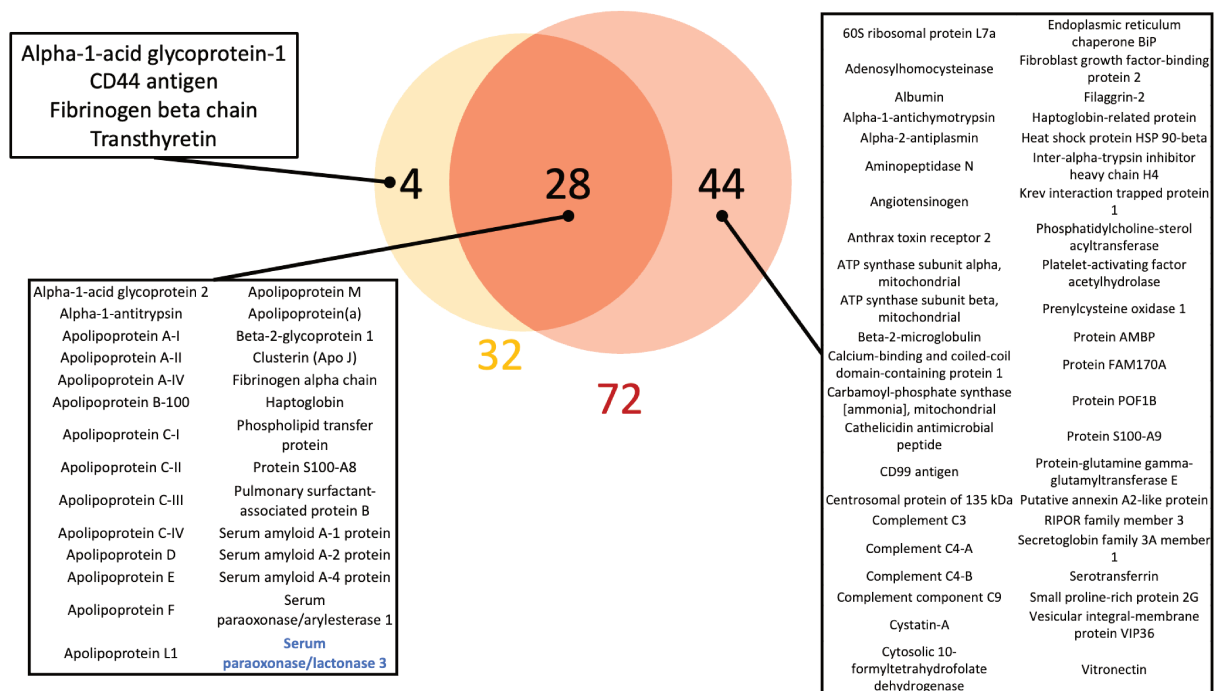 Alpha-1-acid glycoprotein-1
CD44 antigen
Fibrinogen beta chain
Transthyretin
4
28
44
32
72
Alpha-1-acid glycoprotein 2
Alpha-1-antitrypsin
Apolipoprotein A-I
Apolipoprotein A-II
Apolipoprotein A-IV
Apolipoprotein B-100
Apolipoprotein C-I
Apolipoprotein C-II
Apolipoprotein C-III
Apolipoprotein C-IV
Apolipoprotein D
Apolipoprotein E
Apolipoprotein F
Apolipoprotein L1
Apolipoprotein M
Apolipoprotein(a)
Beta-2-glycoprotein 1
Clusterin (Apo J)
Fibrinogen alpha chain
Haptoglobin
Phospholipid transfer
protein
Protein S100-A8
Pulmonary surfactant-
associated protein B
Serum amyloid A-1 protein
Serum amyloid A-2 protein
Serum amyloid A-4 protein
Serum
paraoxonase/arylesterase 1
Serum
paraoxonase/lactonase 3
60S ribosomal protein L7a
Adenosylhomocysteinase
Albumin
Alpha-1-antichymotrypsin
Alpha-2-antiplasmin
Aminopeptidase N
Angiotensinogen
Anthrax toxin receptor 2
ATP synthase subunit alpha,
mitochondrial
ATP synthase subunit beta,
mitochondrial
Beta-2-microglobulin
Calcium-binding and coiled-coil
domain-containing protein 1
Carbamoyl-phosphate synthase
[ammonia], mitochondrial
Cathelicidin antimicrobial
peptide
CD99 antigen
Centrosomal protein of 135 kDa
Complement C3
Complement C4-A
Complement C4-B
Complement component C9
Cystatin-A
Cytosolic 10-
formyltetrahydrofolate
dehydrogenase
Endoplasmic reticulum
chaperone BiP
Fibroblast growth factor-binding
protein 2
Filaggrin-2
Haptoglobin-related protein
Heat shock protein HSP 90-beta
Inter-alpha-trypsin inhibitor
heavy chain H4
Krev interaction trapped protein
1
Phosphatidylcholine-sterol
acyltransferase
Platelet-activating factor
acetylhydrolase
Prenylcysteine oxidase 1
Protein AMBP
Protein FAM170A
Protein POF1B
Protein S100-A9
Protein-glutamine gamma-
glutamyltransferase E
Putative annexin A2-like protein
RIPOR family member 3
Secretoglobin family 3A member
1
Serotransferrin
Small proline-rich protein 2G
Vesicular integral-membrane
protein VIP36
Vitronectin